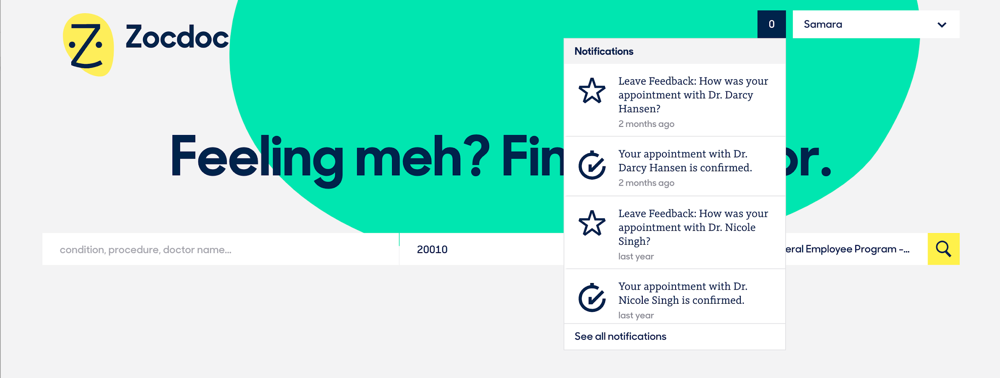 Zocdoc
0
Samara
Notifications
Leave Feedback: How was your
appointment with Dr. Darcy
Hansen?
2 months ago
Your appointment with Dr.
Darcy Hansen is confirmed.
2 months ago
Leave Feedback: How was your
appointment with Dr. Nicole
Singh?
last year
Your appointment with Dr.
Nicole Singh is confirmed.
last year
See all notifications
Feeling meh?
condition, procedure, doctor name...
20010
Employee Program -...